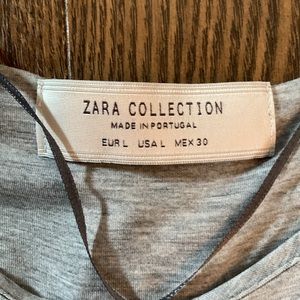 ZARA COLLECTION
MADE IN PORTUGAL
EUR L USA L MEX 30